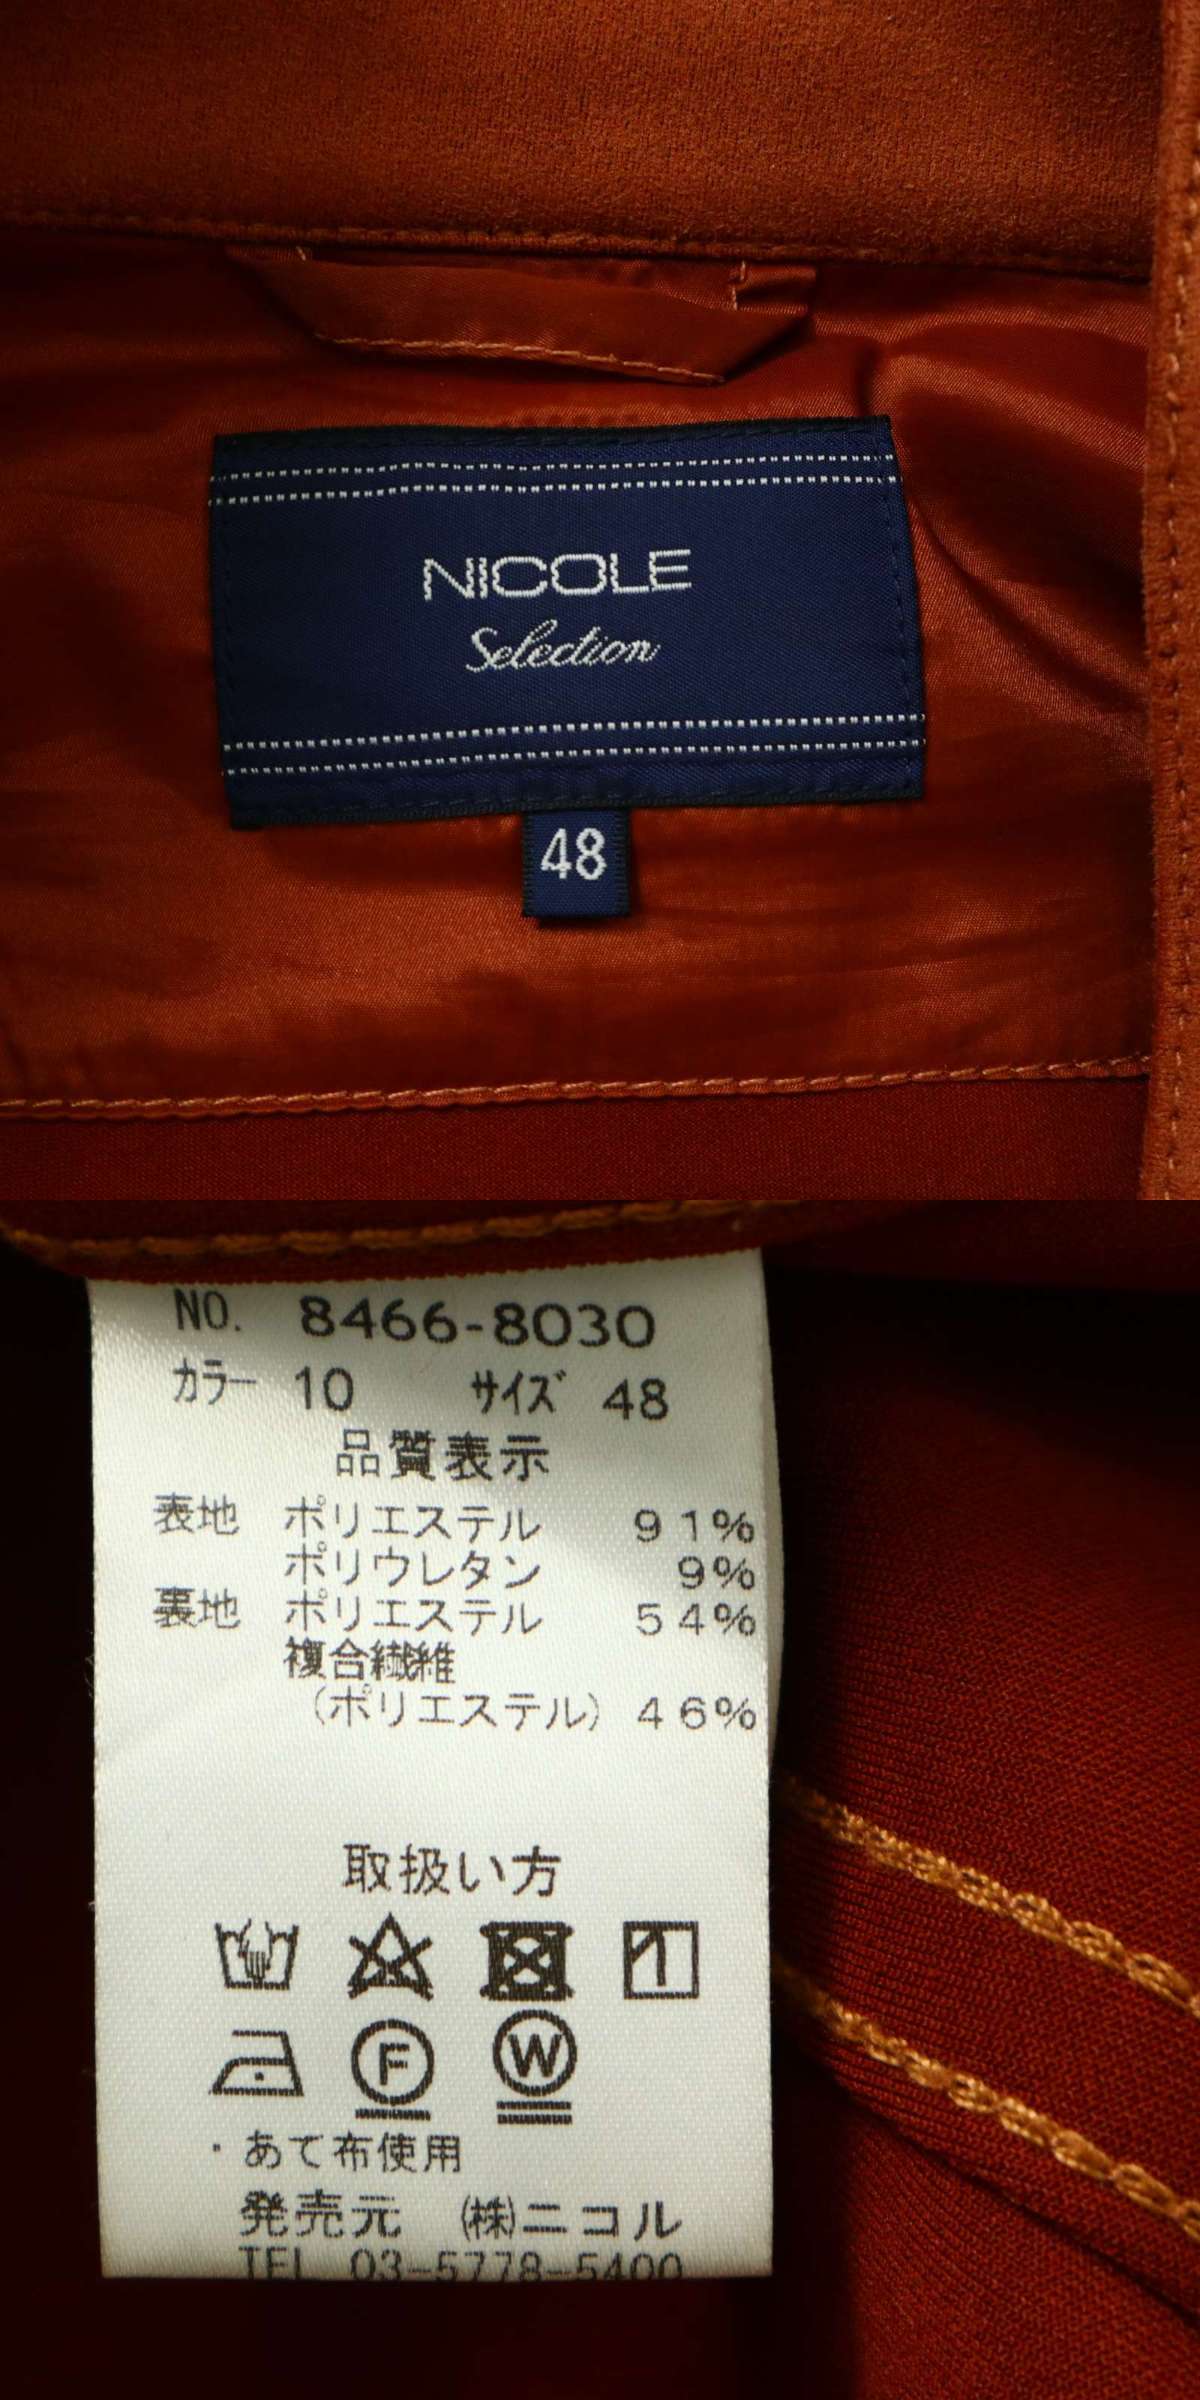 NICOLE
Selection
48
NO. 8466-8030
カラー 10 サイズ 48
品質表示
表地 ポリエステル 91%
ポリウレタン 9%
裏地 ポリエステル 54%
複合繊維
(ポリエステル) 46%
取扱い方
F W
・あて布使用
発売元 ㈱ニコル
TEL 03-5778-5400